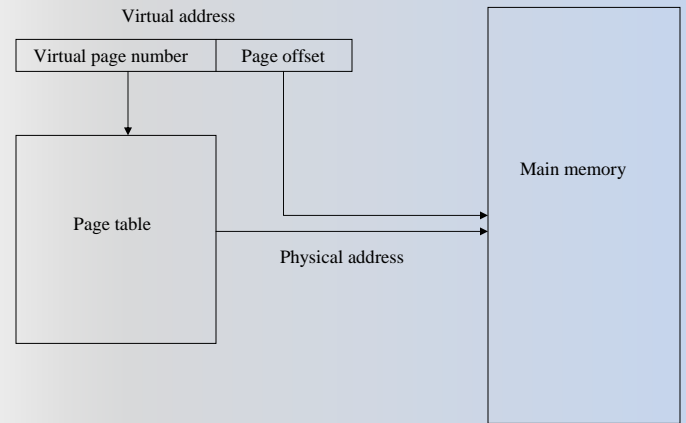 Virtual address
Virtual page number
Page offset
Main memory
Page table
Physical address